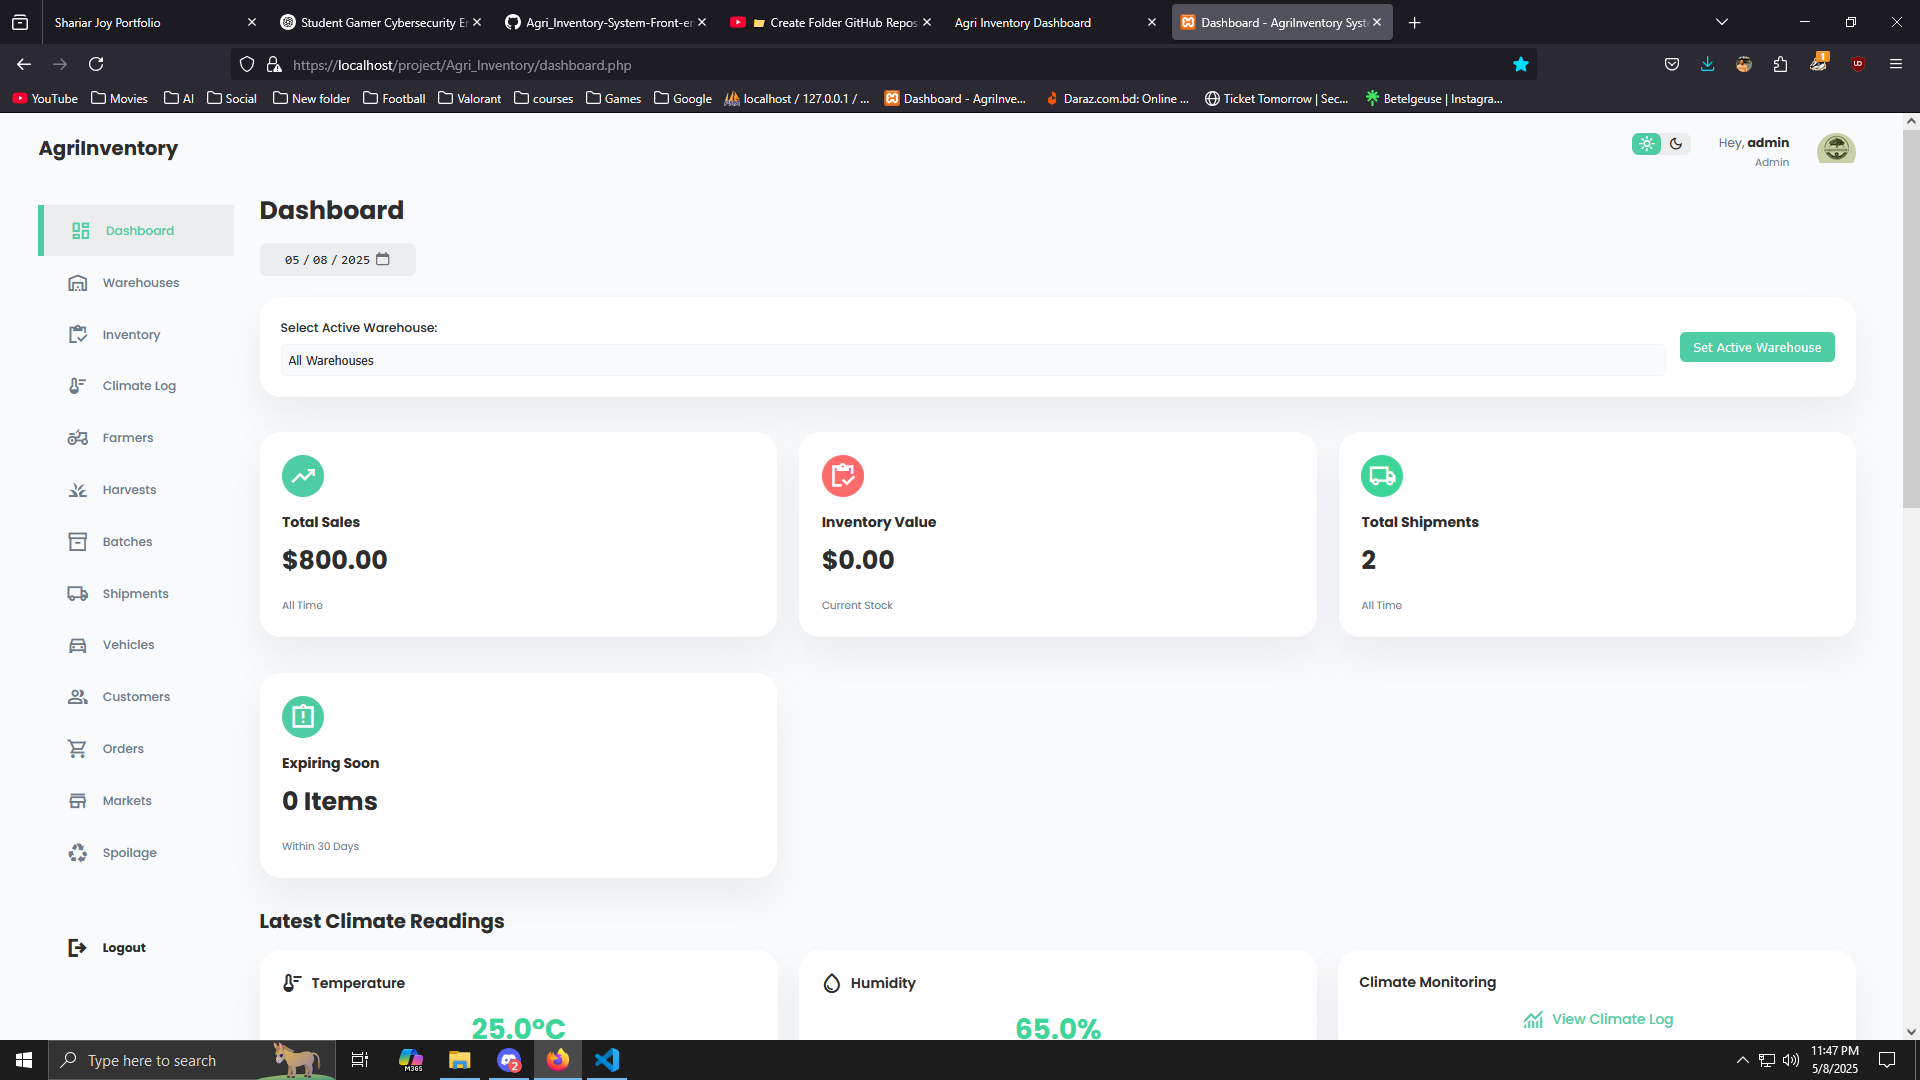 Shariar Joy Portfolio
Student Gamer Cybersecurity Er
Agri_Inventory-System-Front-er
Create Folder GitHub Repos
Agri Inventory Dashboard
Dashboard - AgriInventory Syst
https://localhost/project/Agri_Inventory/dashboard.php
1
YouTube Movies AI Social New folder Football Valorant courses Games Google localhost / 127.0.0.1 / ... Dashboard - AgriInve... Daraz.com.bd: Online ... Ticket Tomorrow | Sec... Betelgeuse | Instagra...
AgriInventory
Hey, admin
Admin
Dashboard
Warehouses
Inventory
Climate Log
Farmers
Harvests
Batches
Shipments
Vehicles
Customers
Orders
Markets
Spoilage
Logout
Dashboard
05 / 08 / 2025
Select Active Warehouse:
All Warehouses
Set Active Warehouse
Total Sales
$800.00
All Time
Inventory Value
$0.00
Current Stock
Total Shipments
2
All Time
Expiring Soon
0 Items
Within 30 Days
Latest Climate Readings
Temperature
25.0°C
Humidity
65.0%
Climate Monitoring
View Climate Log
Type here to search
M365
2
11:47 PM
5/8/2025